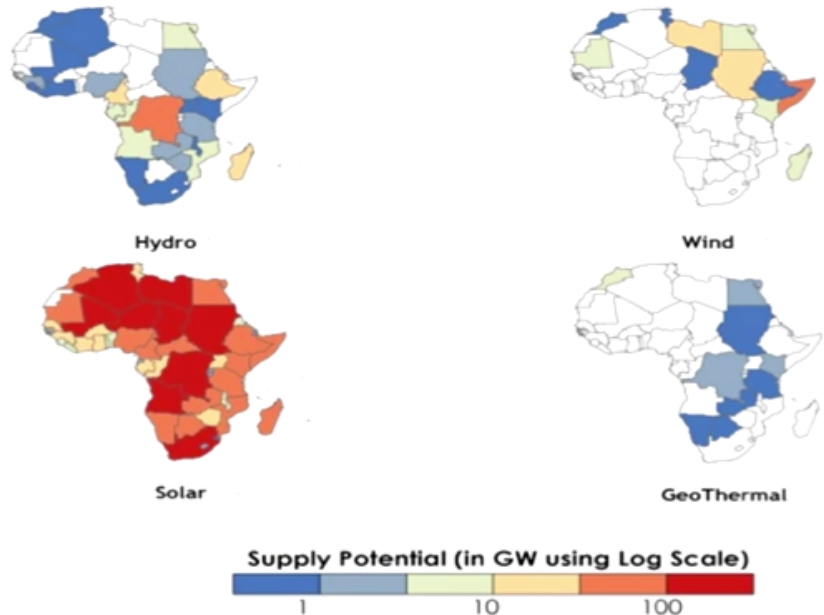 Hydro
Wind
Solar
GeoThermal
Supply Potential (in GW using Log Scale)
1 10 100